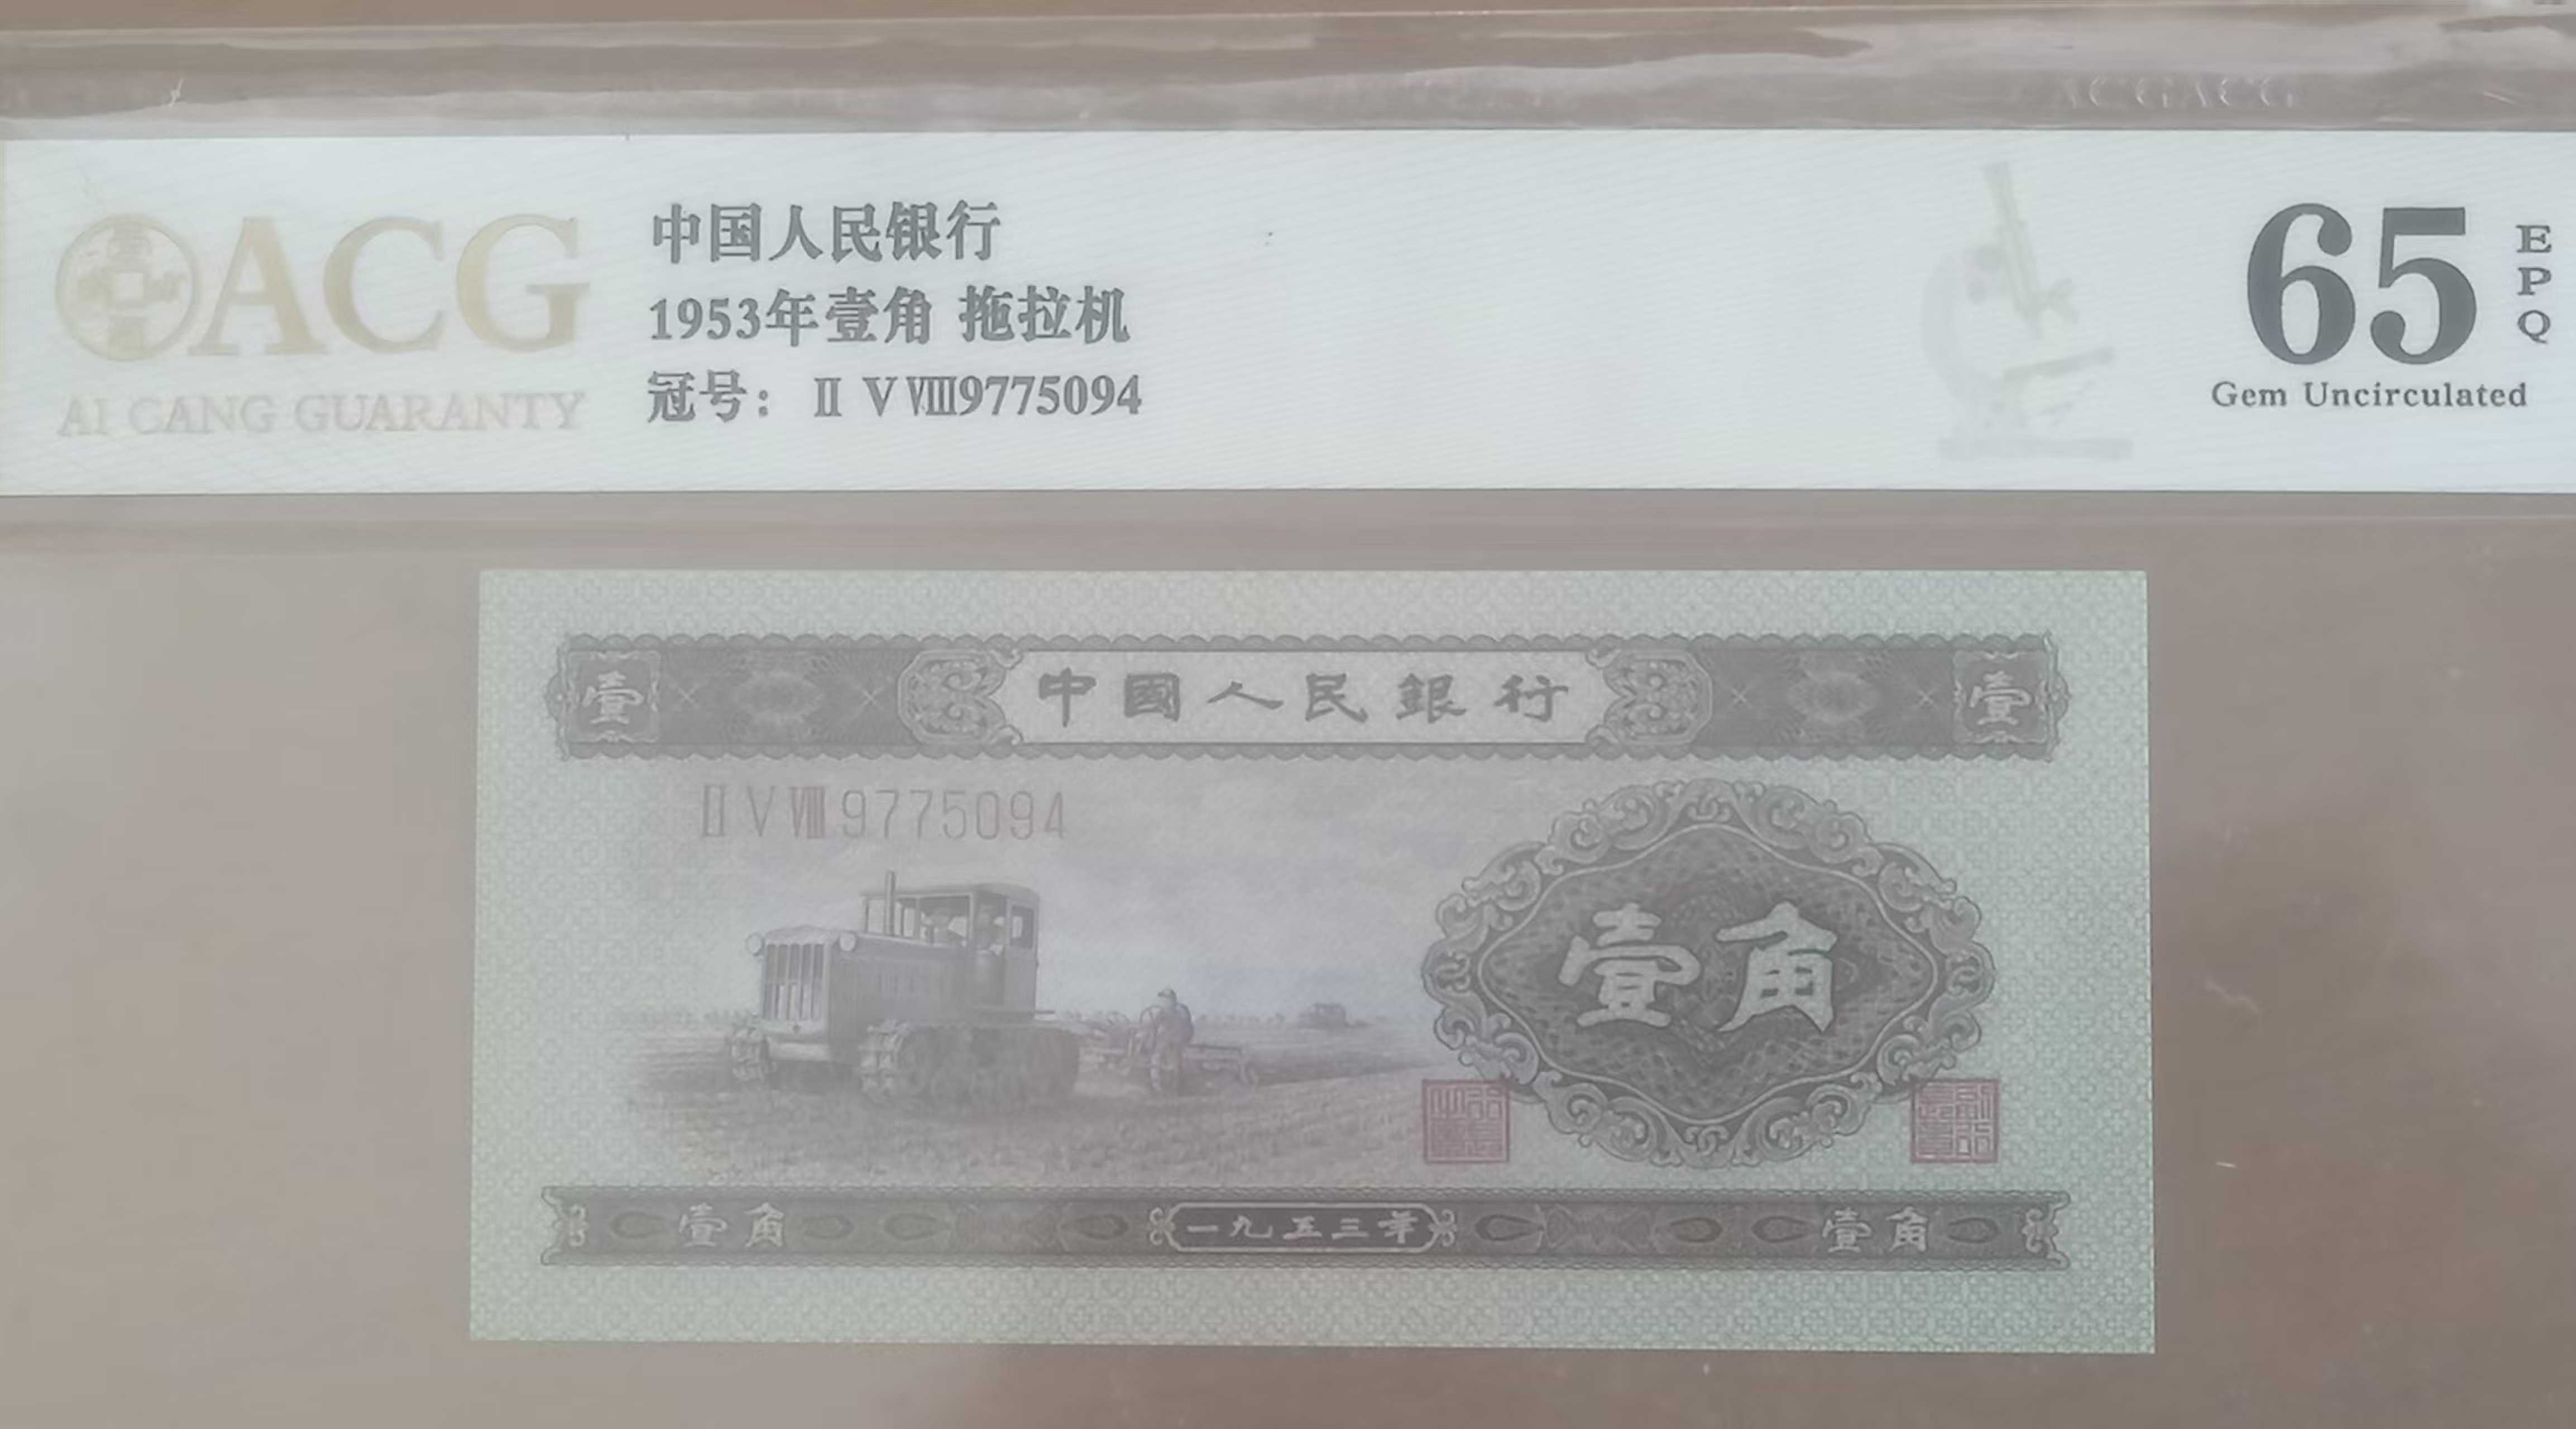 ACGACG
ACG
AI CANG GUARANTY
中国人民银行
1953年壹角 拖拉机
冠号： Ⅱ Ⅴ Ⅷ9775094
65
EPQ
Gem Uncirculated
壹 中國人民銀行 壹
Ⅱ Ⅴ Ⅷ 9775094
壹角
壹角 一九五三年 壹角